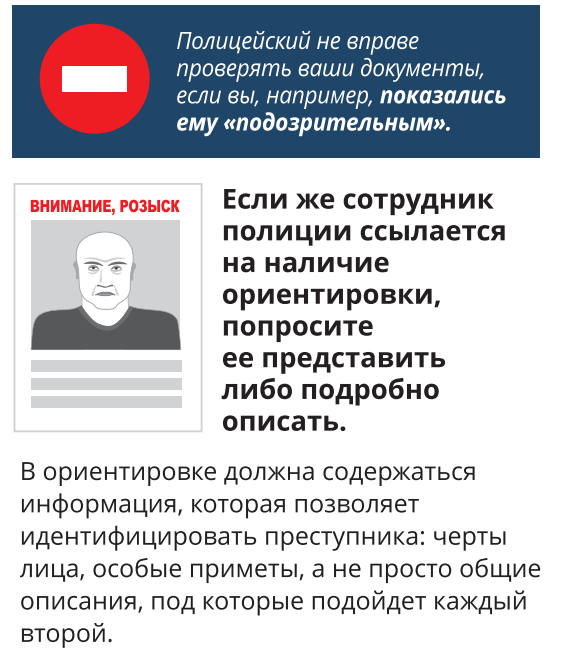 Полицейский не вправе
проверять ваши документы,
если вы, например, показались
ему «подозрительным».
ВНИМАНИЕ, РОЗЫСК
Если же сотрудник
полиции ссылается
на наличие
ориентировки,
попросите
ее представить
либо подробно
описать.
В ориентировке должна содержаться
информация, которая позволяет
идентифицировать преступника: черты
лица, особые приметы, а не просто общие
описания, под которые подойдет каждый
второй.